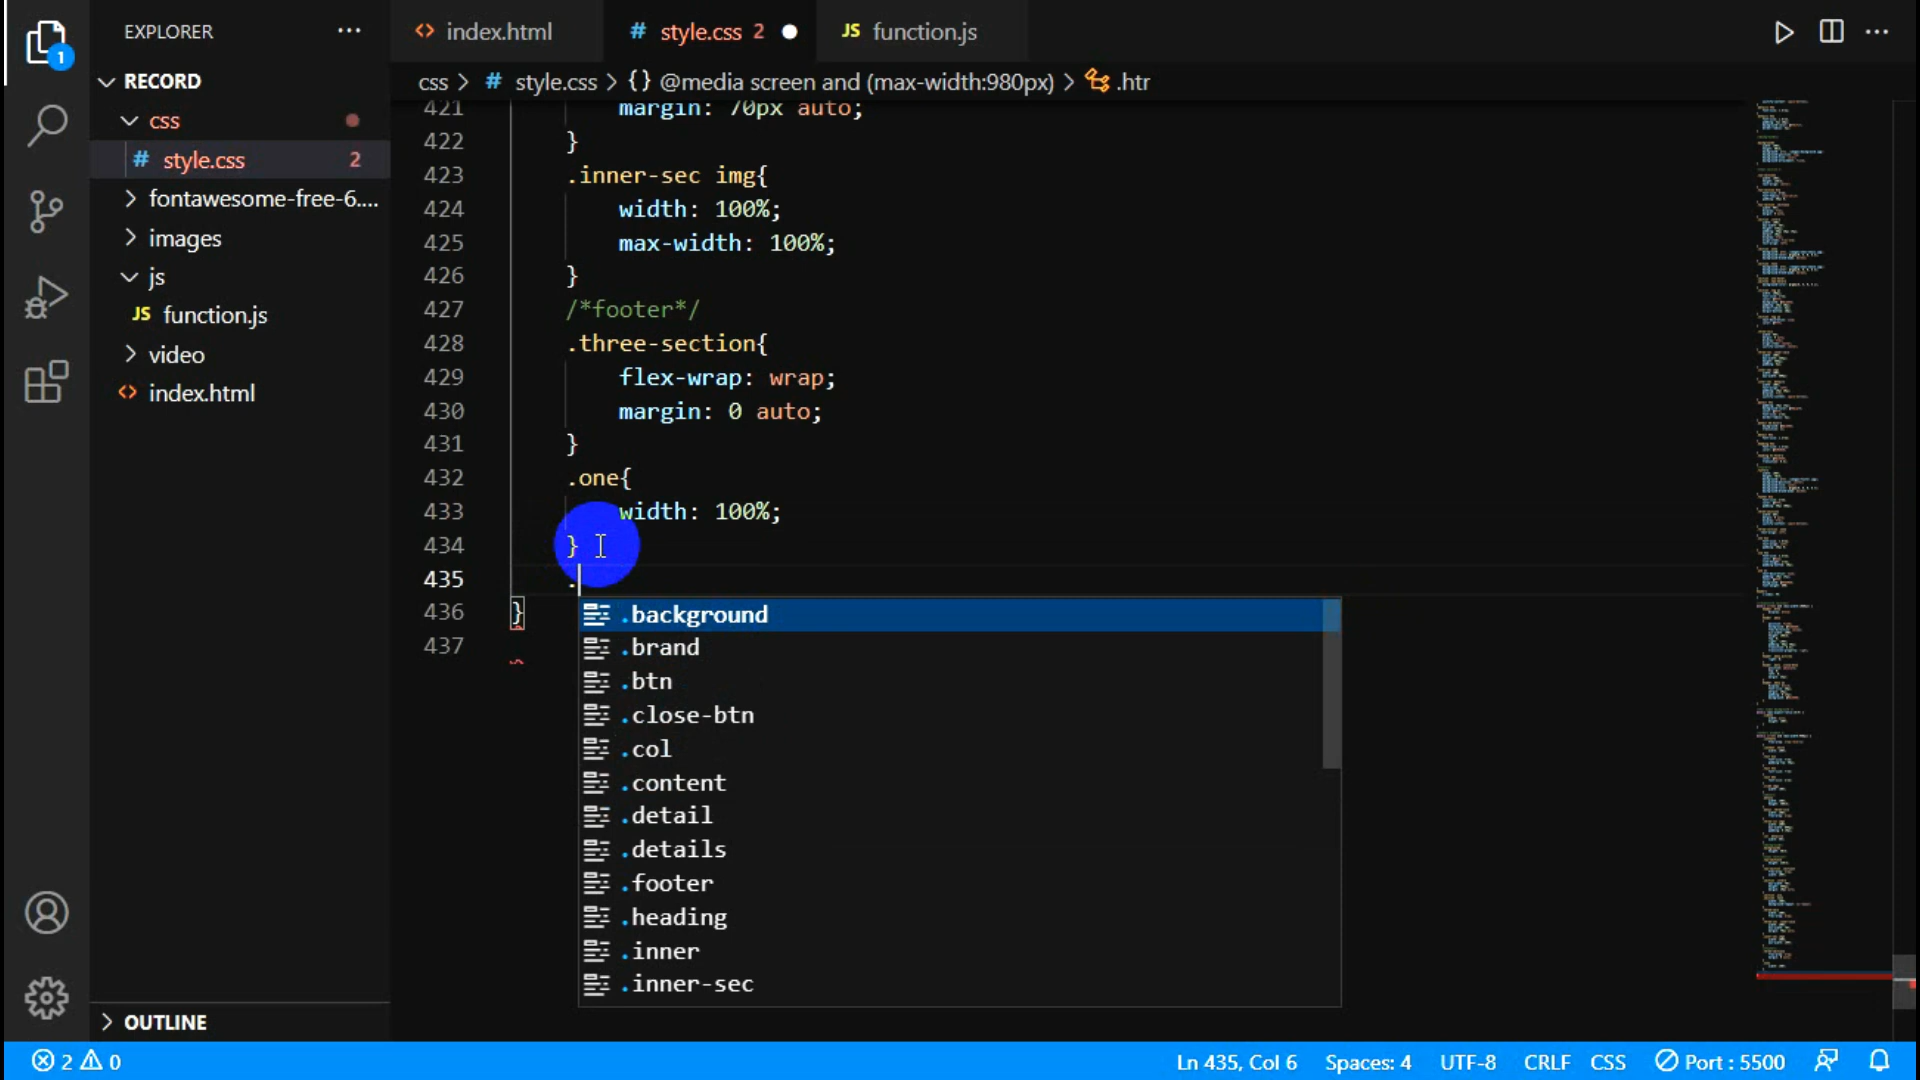 EXPLORER
RECORD
css
# style.css 2
fontawesome-free-6....
images
js
JS function.js
video
<> index.html
OUTLINE
1
<> index.html
# style.css 2
JS function.js
css > # style.css > {} @media screen and (max-width:980px) > .htr
421 margin: 70px auto;
422 }
423 .inner-sec img{
424 width: 100%;
425 max-width: 100%;
426 }
427 /*footer*/
428 .three-section{
429 flex-wrap: wrap;
430 margin: 0 auto;
431 }
432 .one{
433 width: 100%;
434 }
435 .
436 }
437
.background
.brand
.btn
.close-btn
.col
.content
.detail
.details
.footer
.heading
.inner
.inner-sec
2 0
Ln 435, Col 6
Spaces: 4
UTF-8
CRLF
CSS
Port : 5500